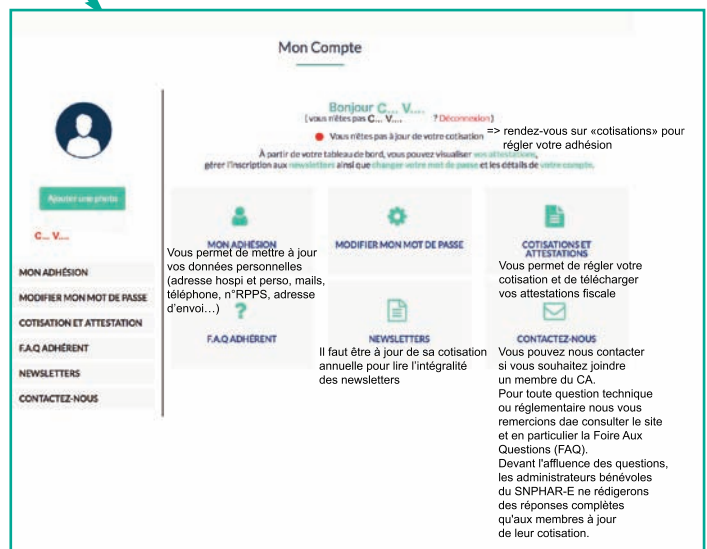 Mon Compte
Bonjour C... V....
(vous n'êtes pas C... V.... ? Déconnexion)
Vous n'êtes pas à jour de votre cotisation
=> rendez-vous sur «cotisations» pour
régler votre adhésion
À partir de votre tableau de bord, vous pouvez visualiser vos attestations,
gérer l'inscription aux newsletters ainsi que changer votre mot de passe et les détails de votre compte.
Ajouter une photo
C... V....
MON ADHÉSION
MODIFIER MON MOT DE PASSE
COTISATION ET ATTESTATION
F.A.Q ADHÉRENT
NEWSLETTERS
CONTACTEZ-NOUS
MON ADHÉSION
Vous permet de mettre à jour
vos données personnelles
(adresse hospi et perso, mails,
téléphone, n°RPPS, adresse
d'envoi…)
MODIFIER MON MOT DE PASSE
COTISATIONS ET
ATTESTATIONS
Vous permet de régler votre
cotisation et de télécharger
vos attestations fiscale
?
F.A.Q ADHÉRENT
NEWSLETTERS
Il faut être à jour de sa cotisation
annuelle pour lire l'intégralité
des newsletters
CONTACTEZ-NOUS
Vous pouvez nous contacter
si vous souhaitez joindre
un membre du CA.
Pour toute question technique
ou réglementaire nous vous
remercions dae consulter le site
et en particulier la Foire Aux
Questions (FAQ).
Devant l'affluence des questions,
les administrateurs bénévoles
du SNPHAR-E ne rédigerons
des réponses complètes
qu'aux membres à jour
de leur cotisation.